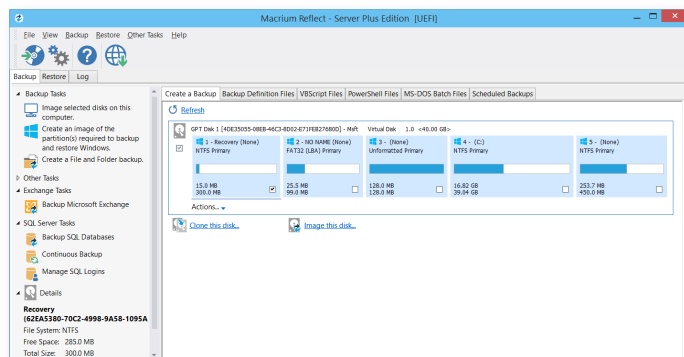 Macrium Reflect - Server Plus Edition [UEFI]
File View Backup Restore Other Tasks Help
Backup Restore Log
Backup Tasks
Image selected disks on this
computer.
Create an image of the
partition(s) required to backup
and restore Windows.
Create a File and Folder backup.
Other Tasks
Exchange Tasks
Backup Microsoft Exchange
SQL Server Tasks
Backup SQL Databases
Continuous Backup
Manage SQL Logins
Details
Recovery
(62EA5380-70C2-4998-9A58-1095A
File System: NTFS
Free Space: 285.0 MB
Total Size: 300.0 MB
Create a Backup Backup Definition Files VBScript Files PowerShell Files MS-DOS Batch Files Scheduled Backups
Refresh
GPT Disk 1 [4DE35055-08EB-46C3-8D02-E71FEB27680D] - Msft Virtual Disk 1.0 <40.00 GB>
1 - Recovery (None)
NTFS Primary
15.0 MB
300.0 MB
2 - NO NAME (None)
FAT32 (LBA) Primary
25.5 MB
99.0 MB
3 - (None)
Unformatted Primary
128.0 MB
128.0 MB
4 - (C:)
NTFS Primary
16.82 GB
39.04 GB
5 - (None)
NTFS Primary
253.7 MB
450.0 MB
Actions...
Clone this disk... Image this disk...